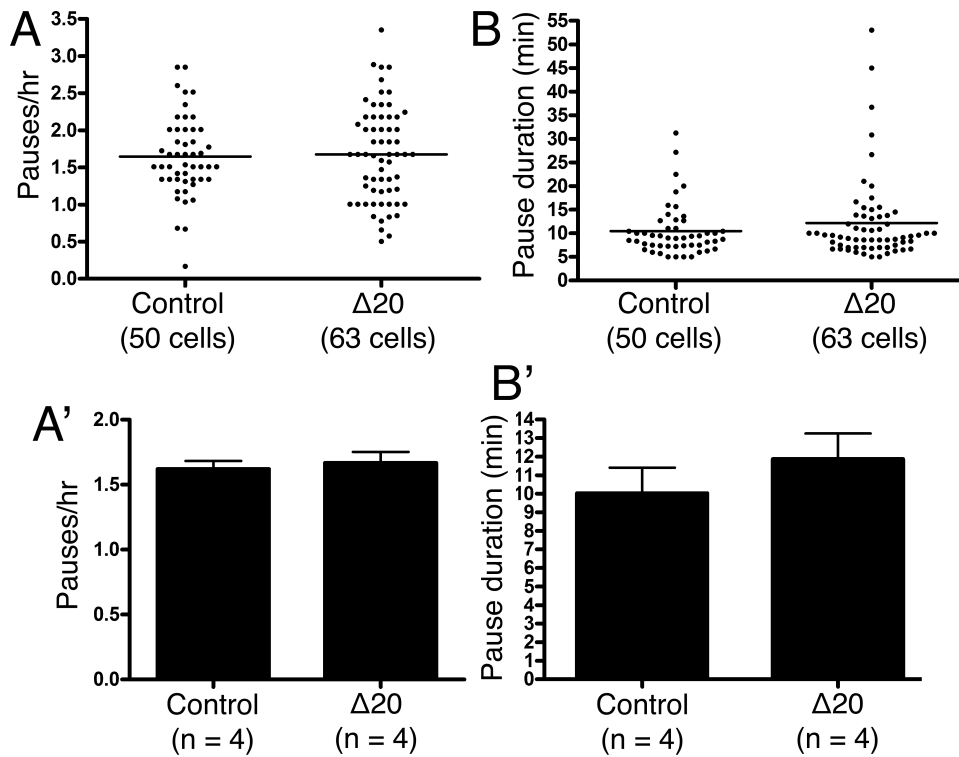 A
Pauses/hr
3.5
3.0
2.5
2.0
1.5
1.0
0.5
0.0
Control
(50 cells)
Δ20
(63 cells)
B
Pause duration (min)
55
50
45
40
35
30
25
20
15
10
5
0
Control
(50 cells)
Δ20
(63 cells)
A’
Pauses/hr
2.0
1.5
1.0
0.5
0.0
Control
(n = 4)
Δ20
(n = 4)
B’
Pause duration (min)
14
13
12
11
10
9
8
7
6
5
4
3
2
1
0
Control
(n = 4)
Δ20
(n = 4)